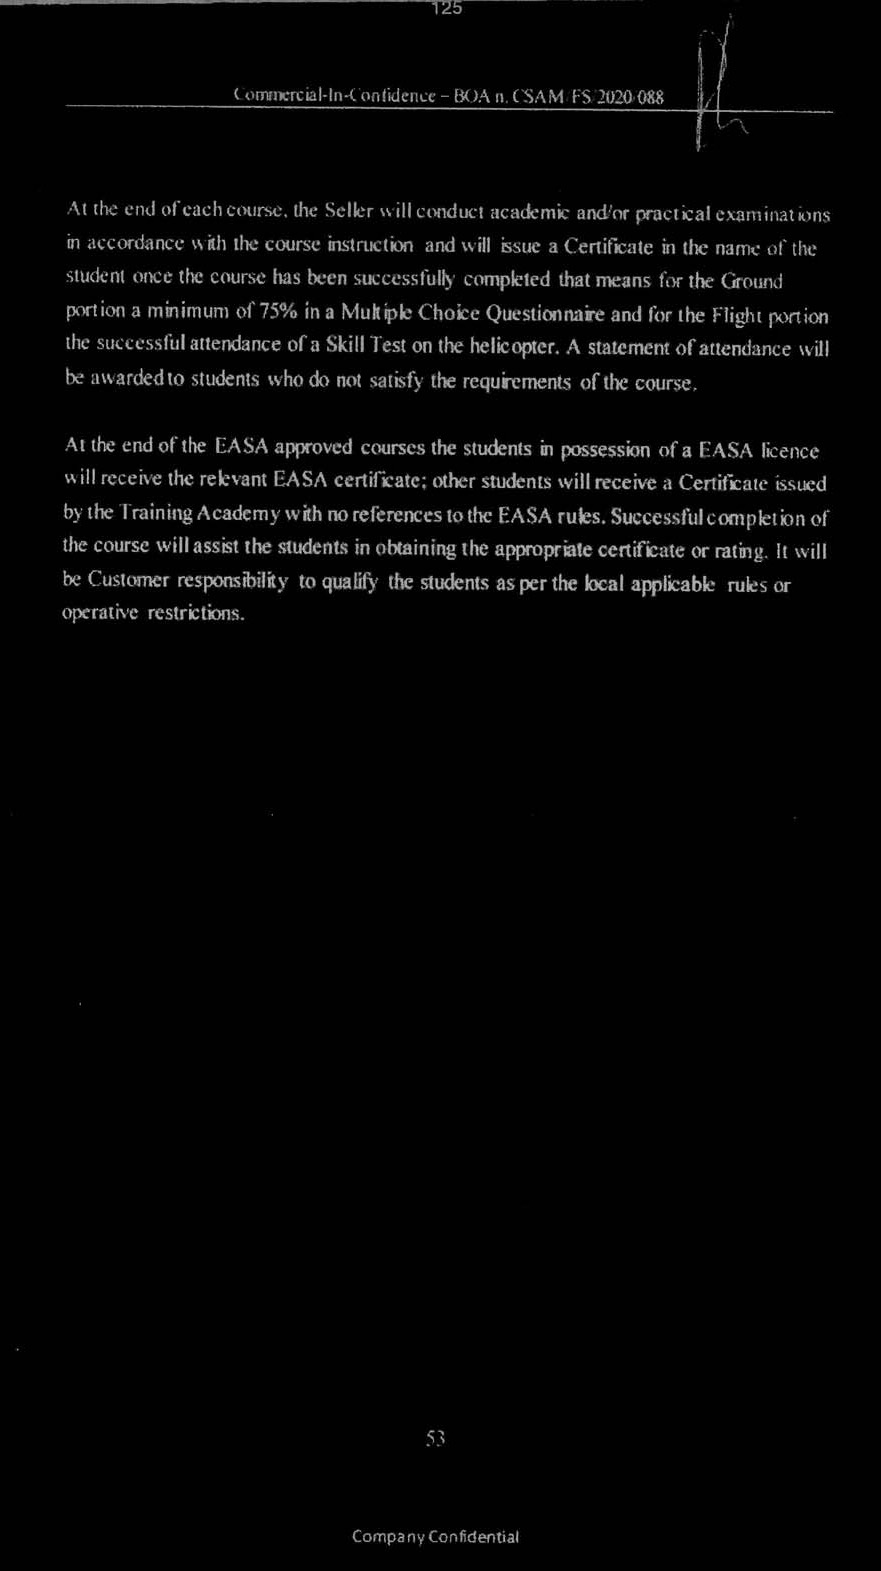 125
Commercial-In-Confidence – BOA n. CSAM/FS/2020/088
At the end of each course, the Seller will conduct academic and/or practical examinations
in accordance with the course instruction and will issue a Certificate in the name of the
student once the course has been successfully completed that means for the Ground
portion a minimum of 75% in a Multiple Choice Questionnaire and for the Flight portion
the successful attendance of a Skill Test on the helicopter. A statement of attendance will
be awarded to students who do not satisfy the requirements of the course.
At the end of the EASA approved courses the students in possession of a EASA licence
will receive the relevant EASA certificate; other students will receive a Certificate issued
by the Training Academy with no references to the EASA rules. Successful completion of
the course will assist the students in obtaining the appropriate certificate or rating. It will
be Customer responsibility to qualify the students as per the local applicable rules or
operative restrictions.
53
Company Confidential